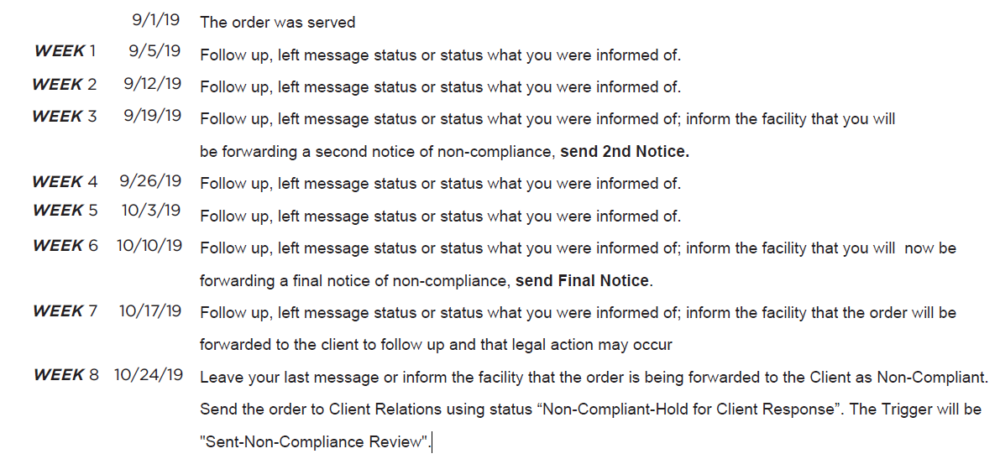 9/1/19 The order was served
WEEK 1 9/5/19 Follow up, left message status or status what you were informed of.
WEEK 2 9/12/19 Follow up, left message status or status what you were informed of.
WEEK 3 9/19/19 Follow up, left message status or status what you were informed of; inform the facility that you will
be forwarding a second notice of non-compliance, send 2nd Notice.
WEEK 4 9/26/19 Follow up, left message status or status what you were informed of.
WEEK 5 10/3/19 Follow up, left message status or status what you were informed of.
WEEK 6 10/10/19 Follow up, left message status or status what you were informed of; inform the facility that you will now be
forwarding a final notice of non-compliance, send Final Notice.
WEEK 7 10/17/19 Follow up, left message status or status what you were informed of; inform the facility that the order will be
forwarded to the client to follow up and that legal action may occur
WEEK 8 10/24/19 Leave your last message or inform the facility that the order is being forwarded to the Client as Non-Compliant.
Send the order to Client Relations using status “Non-Compliant-Hold for Client Response”. The Trigger will be
"Sent-Non-Compliance Review".